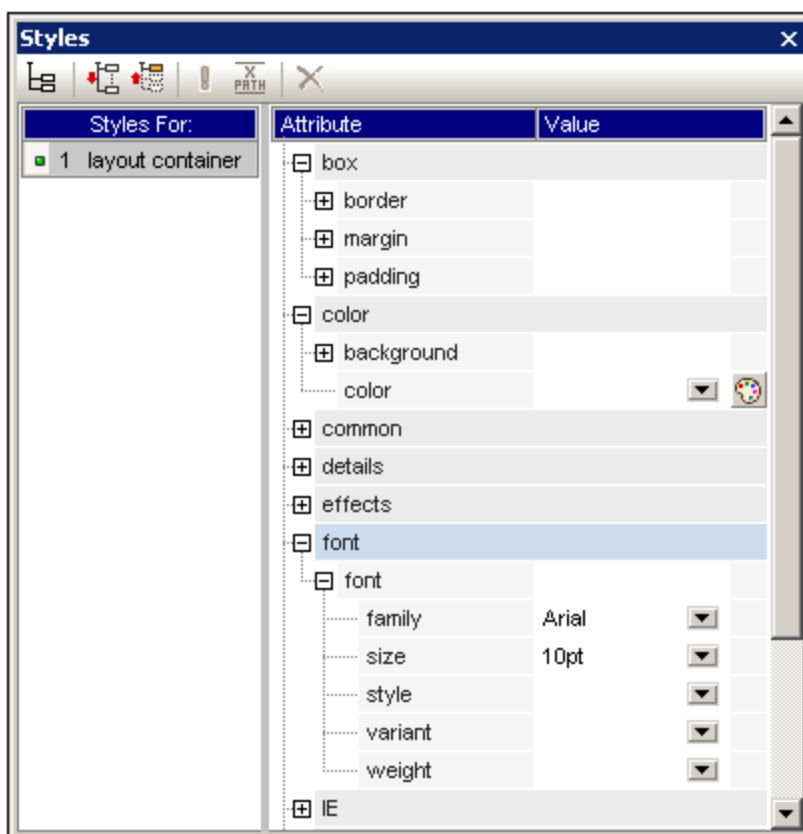 Styles
X
PATH
Styles For:
1 layout container
Attribute Value
box
border
margin
padding
color
background
color
common
details
effects
font
font
family Arial
size 10pt
style
variant
weight
IE